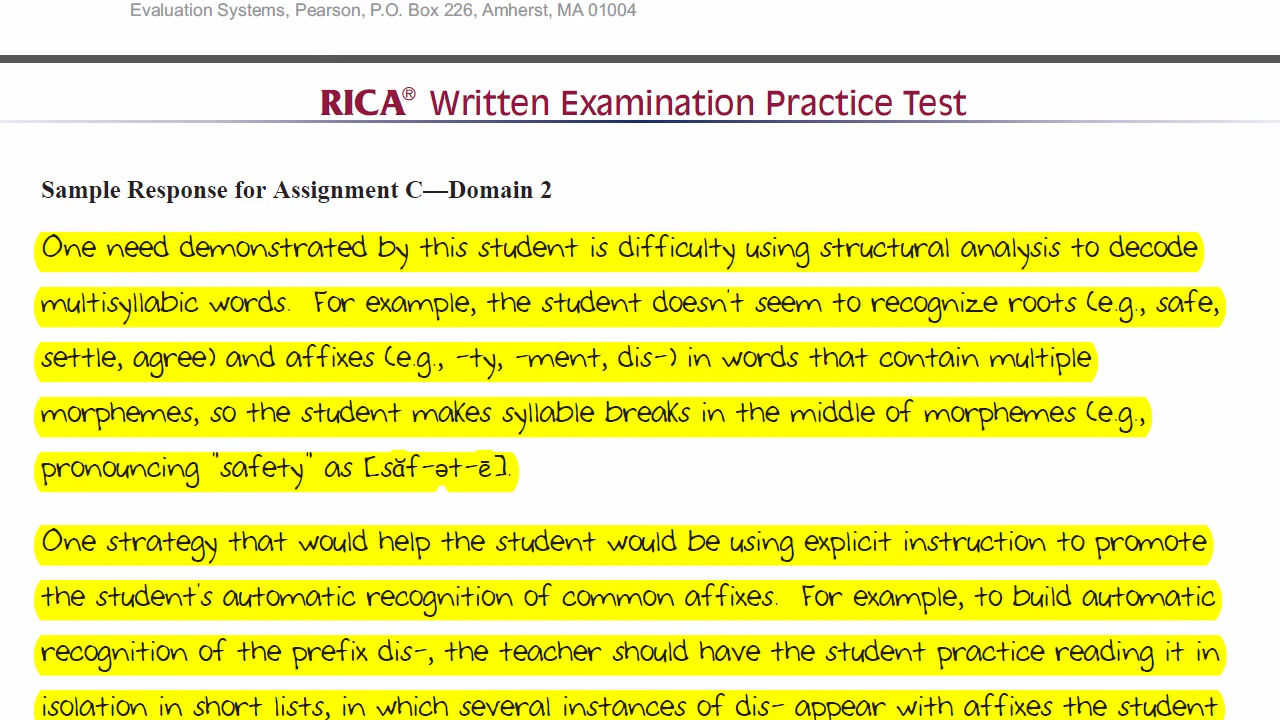 Evaluation Systems, Pearson, P.O. Box 226, Amherst, MA 01004
RICA® Written Examination Practice Test
Sample Response for Assignment C—Domain 2
One need demonstrated by this student is difficulty using structural analysis to decode
multisyllabic words. For example, the student doesn't seem to recognize roots (e.g., safe,
settle, agree) and affixes (e.g., -ty, -ment, dis-) in words that contain multiple
morphemes, so the student makes syllable breaks in the middle of morphemes (e.g.,
pronouncing "safety" as [săf-ət-ē].
One strategy that would help the student would be using explicit instruction to promote
the student's automatic recognition of common affixes. For example, to build automatic
recognition of the prefix dis-, the teacher should have the student practice reading it in
isolation in short lists, in which several instances of dis- appear with affixes the student